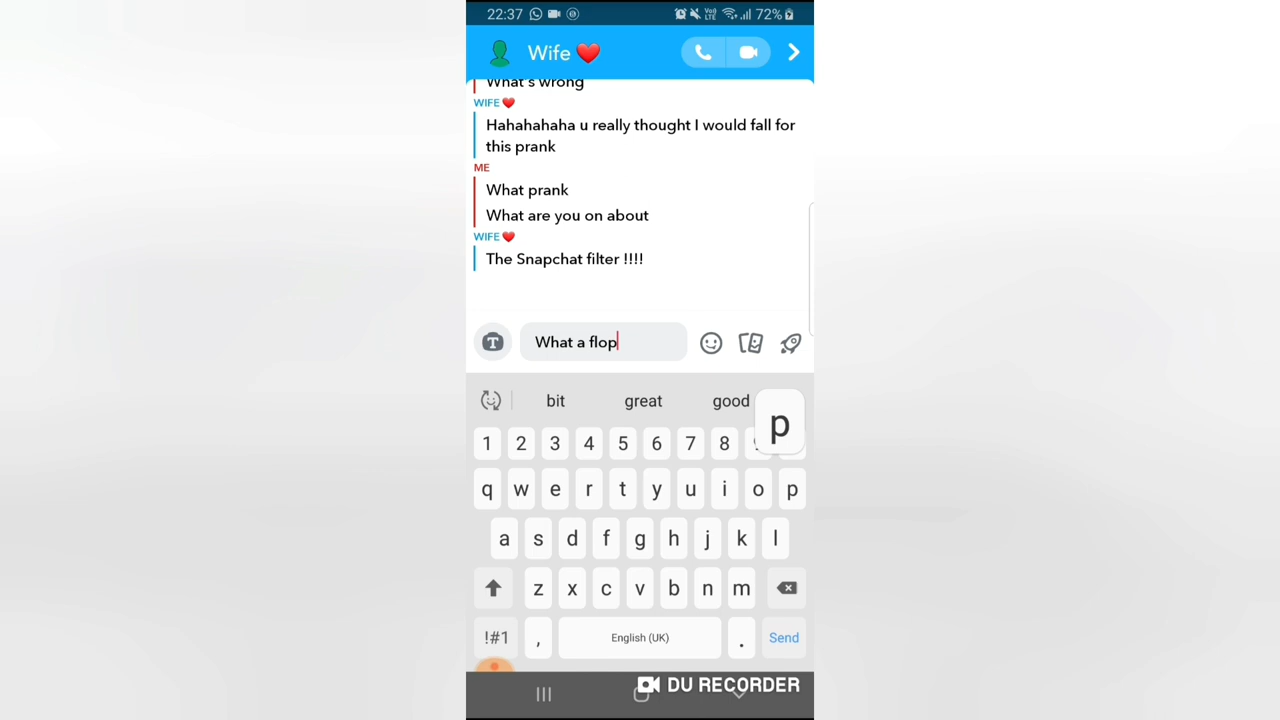 22:37 72%
Wife ❤️
What's wrong
WIFE ❤️
Hahahahaha u really thought I would fall for
this prank
ME
What prank
What are you on about
WIFE ❤️
The Snapchat filter !!!!
T
What a flop
bit great good
p
1 2 3 4 5 6 7 8
q w e r t y u i o p
a s d f g h j k l
z x c v b n m
!#1 , English (UK) . Send
DU RECORDER